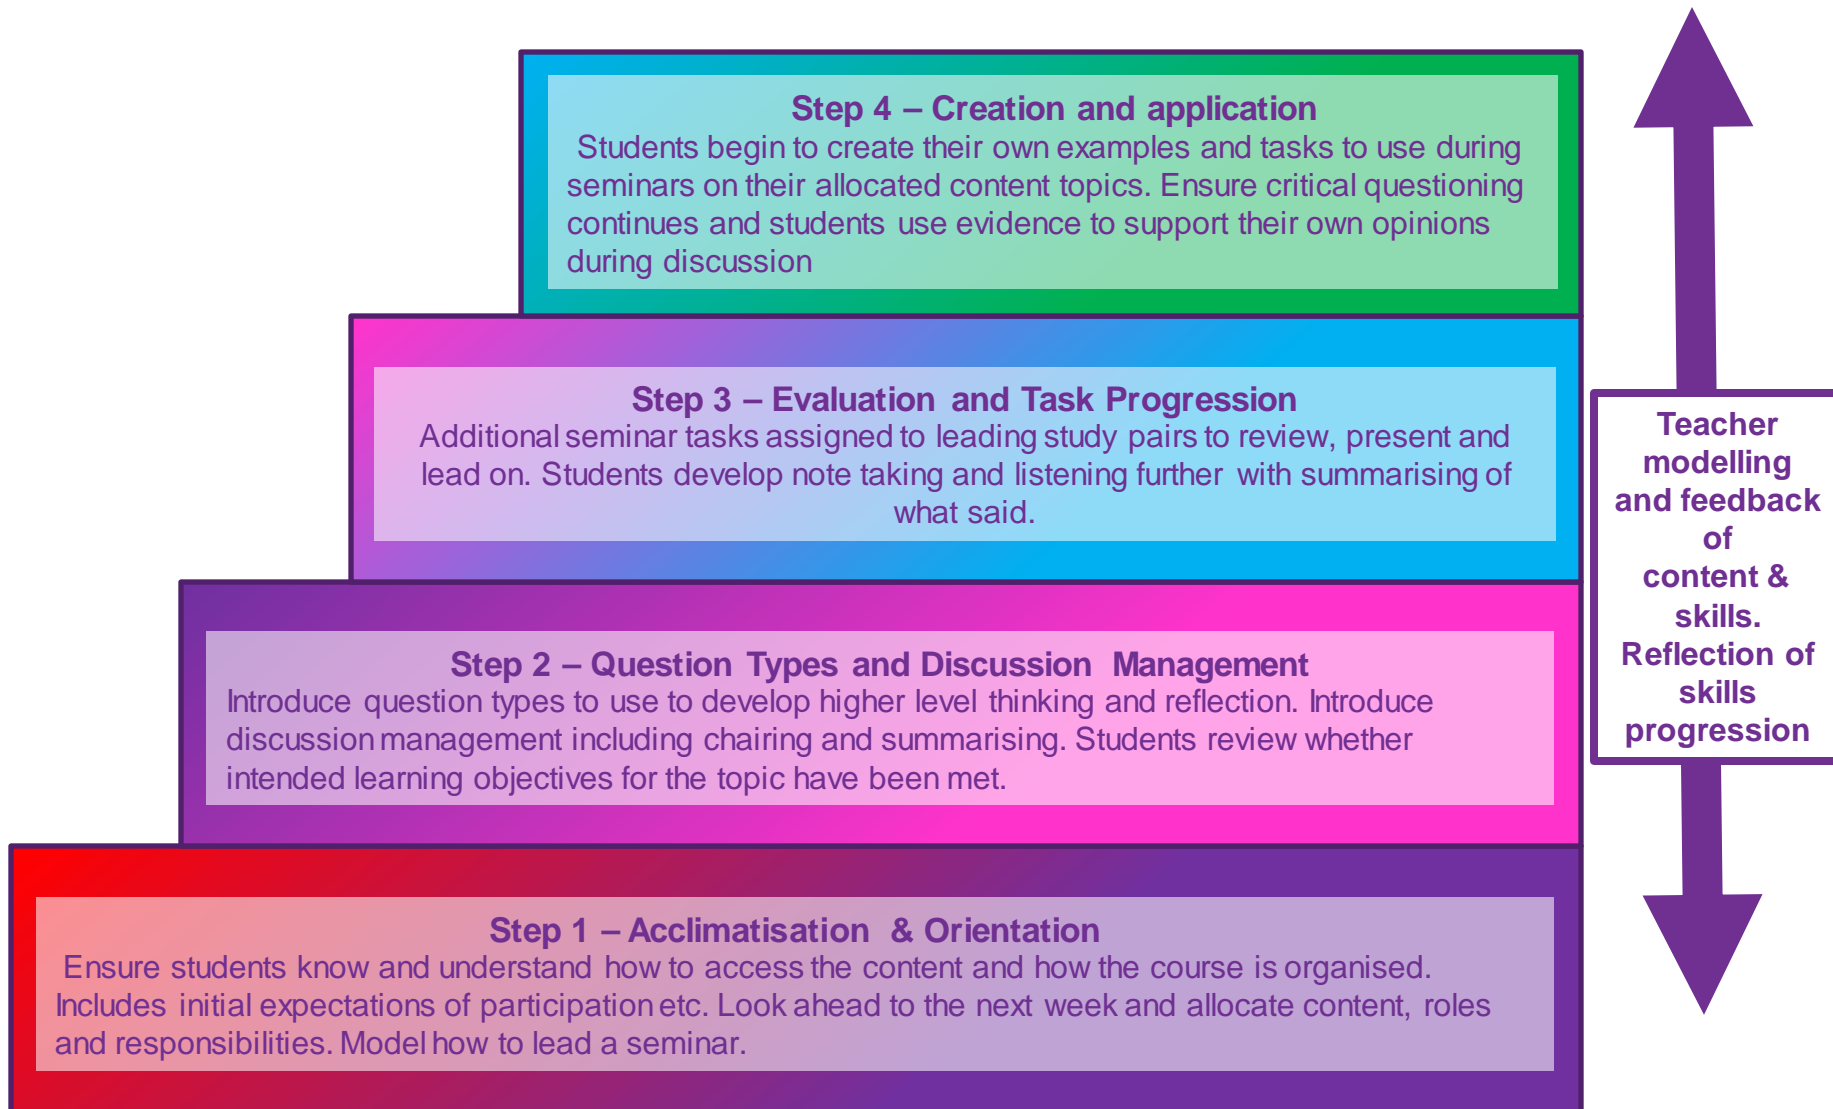 Step 4 – Creation and application
Students begin to create their own examples and tasks to use during
seminars on their allocated content topics. Ensure critical questioning
continues and students use evidence to support their own opinions
during discussion
Step 3 – Evaluation and Task Progression
Additional seminar tasks assigned to leading study pairs to review, present and
lead on. Students develop note taking and listening further with summarising of
what said.
Teacher
modelling
and feedback
of
content &
skills.
Reflection of
skills
progression
Step 2 – Question Types and Discussion Management
Introduce question types to use to develop higher level thinking and reflection. Introduce
discussion management including chairing and summarising. Students review whether
intended learning objectives for the topic have been met.
Step 1 – Acclimatisation & Orientation
Ensure students know and understand how to access the content and how the course is organised.
Includes initial expectations of participation etc. Look ahead to the next week and allocate content, roles
and responsibilities. Model how to lead a seminar.